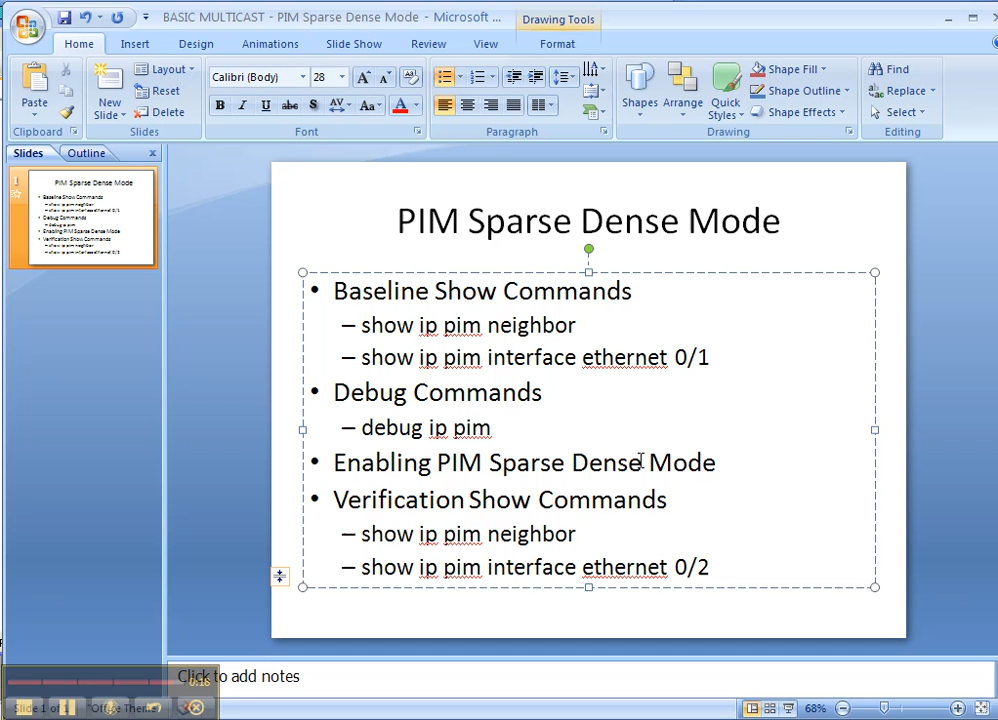 BASIC MULTICAST - PIM Sparse Dense Mode - Microsoft ...
Drawing Tools
Home Insert Design Animations Slide Show Review View Format
Paste
New Slide
Layout
Reset
Delete
Calibri (Body) 28
B I U abc S AV Aa A
Shapes Arrange Quick Styles
Shape Fill
Shape Outline
Shape Effects
Find
Replace
Select
Clipboard Slides Font Paragraph Drawing Editing
Slides Outline x
1
PIM Sparse Dense Mode
• Baseline Show Commands
– show ip pim neighbor
– show ip pim interface ethernet 0/1
• Debug Commands
– debug ip pim
• Enabling PIM Sparse Dense Mode
• Verification Show Commands
– show ip pim neighbor
– show ip pim interface ethernet 0/2
PIM Sparse Dense Mode
• Baseline Show Commands
– show ip pim neighbor
– show ip pim interface ethernet 0/1
• Debug Commands
– debug ip pim
• Enabling PIM Sparse Dense Mode
• Verification Show Commands
– show ip pim neighbor
– show ip pim interface ethernet 0/2
Click to add notes
Slide 1 of 1 "Office Theme"
68%